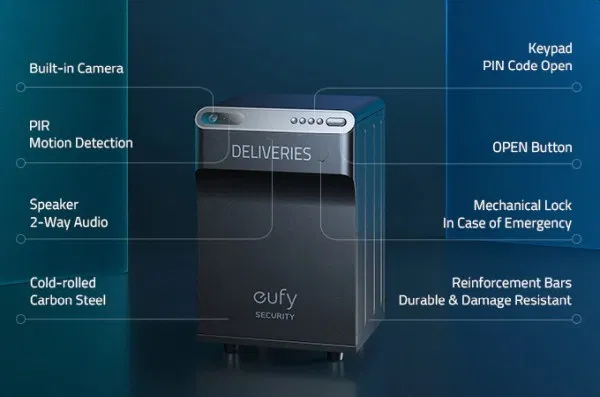 Built-in Camera
PIR
Motion Detection
Speaker
2-Way Audio
Cold-rolled
Carbon Steel
DELIVERIES
eufy
SECURITY
Keypad
PIN Code Open
OPEN Button
Mechanical Lock
In Case of Emergency
Reinforcement Bars
Durable & Damage Resistant